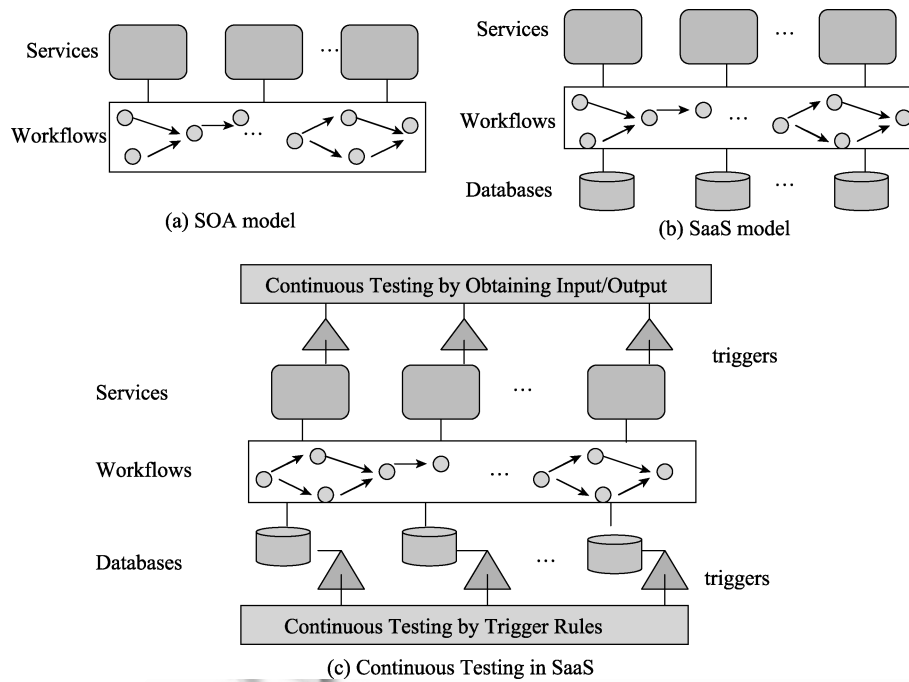 Services
...
Workflows
...
(a) SOA model
Services
...
Workflows
...
Databases
...
(b) SaaS model
Continuous Testing by Obtaining Input/Output
triggers
Services
...
Workflows
...
Databases
...
triggers
Continuous Testing by Trigger Rules
(c) Continuous Testing in SaaS